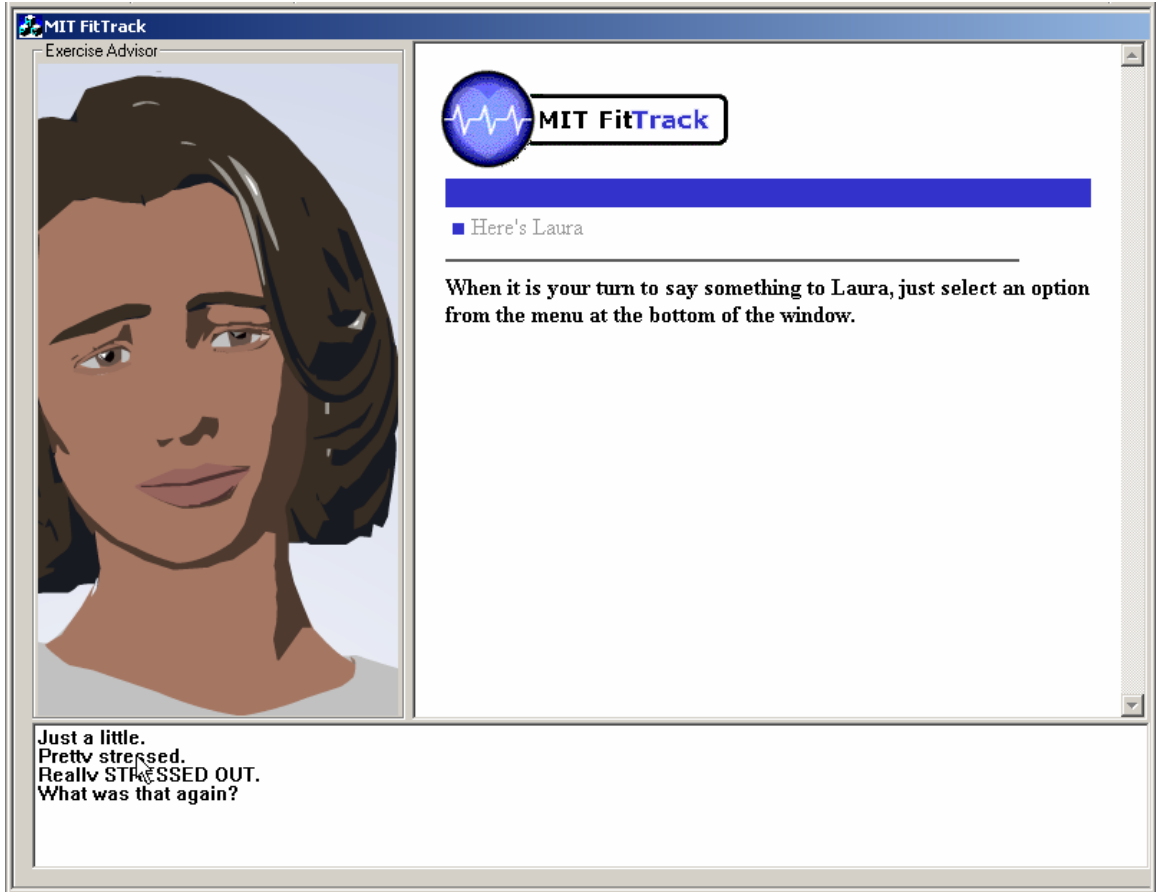 MIT FitTrack
Exercise Advisor
MIT FitTrack
Here's Laura
When it is your turn to say something to Laura, just select an option
from the menu at the bottom of the window.
Just a little.
Pretty stressed.
Really STRESSED OUT.
What was that again?